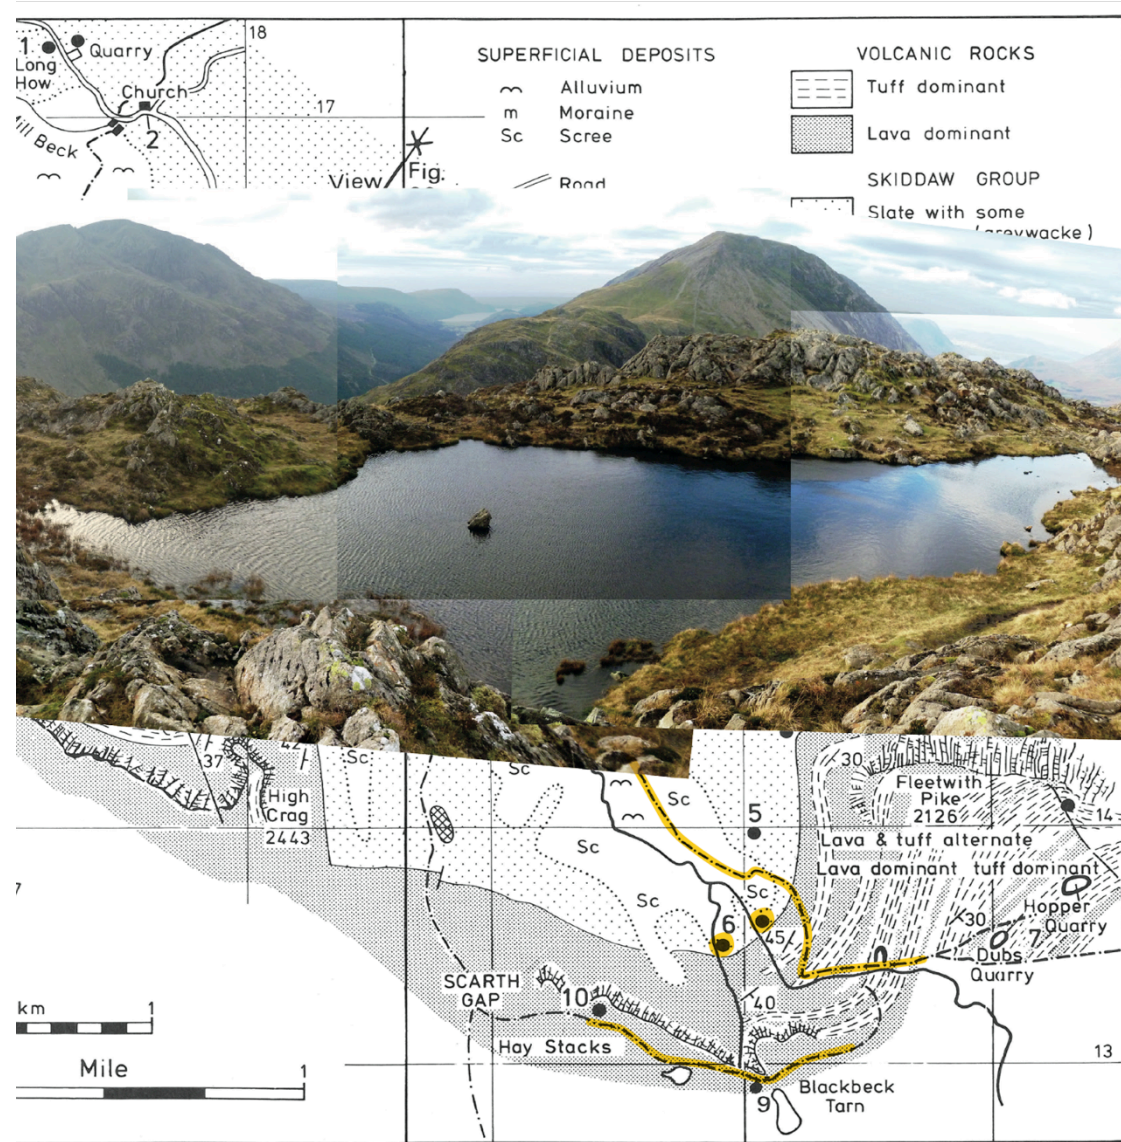 18
SUPERFICIAL DEPOSITS
VOLCANIC ROCKS
1
Quarry
Long
How
Alluvium
Tuff dominant
Church
17
m
Moraine
Sc
Scree
Lava dominant
2
Mill Beck
Fig.
View
Road
SKIDDAW GROUP
Slate with some
greywacke)
37
42
Sc
Sc
High
Crag
2443
Sc
5
30
Fleetwith
Pike
2126
14
Lava & tuff alternate
Lava dominant
tuff dominant
Sc
Sc
Sc
Hopper
Quarry
6
45
30
7
Dubs
Quarry
7
SCARTH
GAP
10
40
km
1
Hay Stacks
13
Mile
1
9
Blackbeck
Tarn